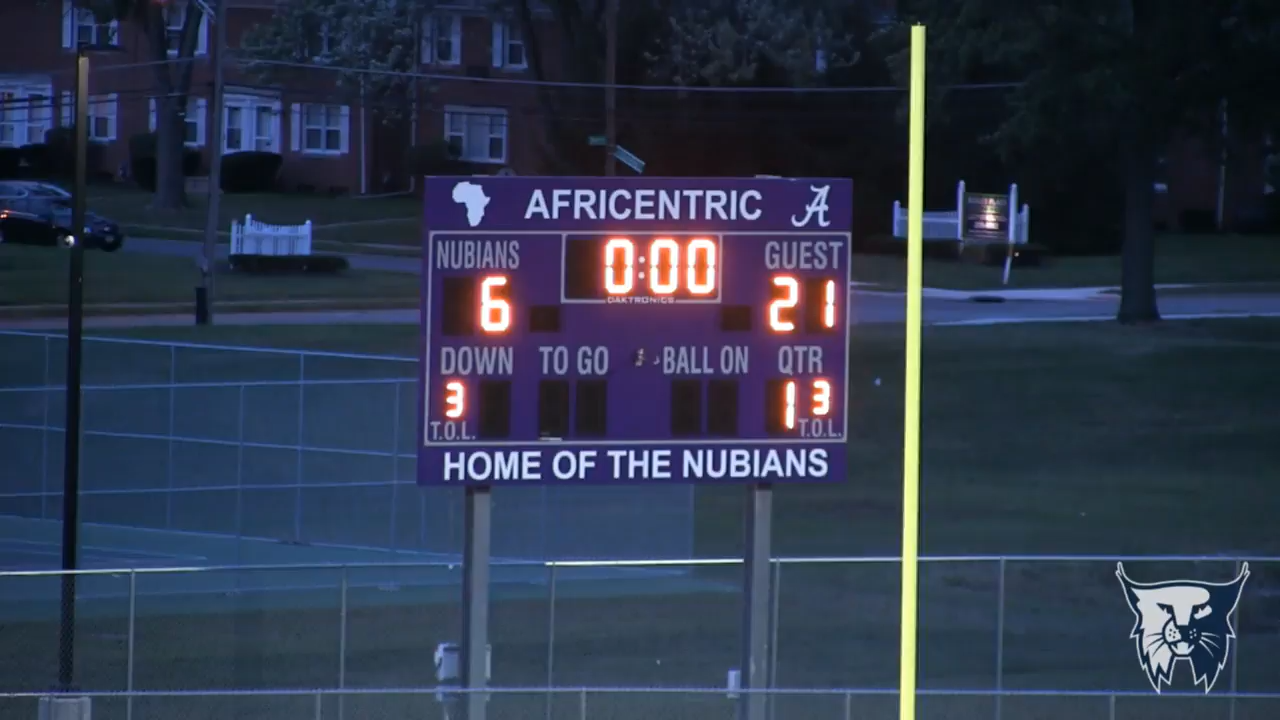 AFRICENTRIC A
NUBIANS 0:00 GUEST
DAKTRONICS
6 21
DOWN TO GO BALL ON QTR
3 1 3
T.O.L. T.O.L.
HOME OF THE NUBIANS